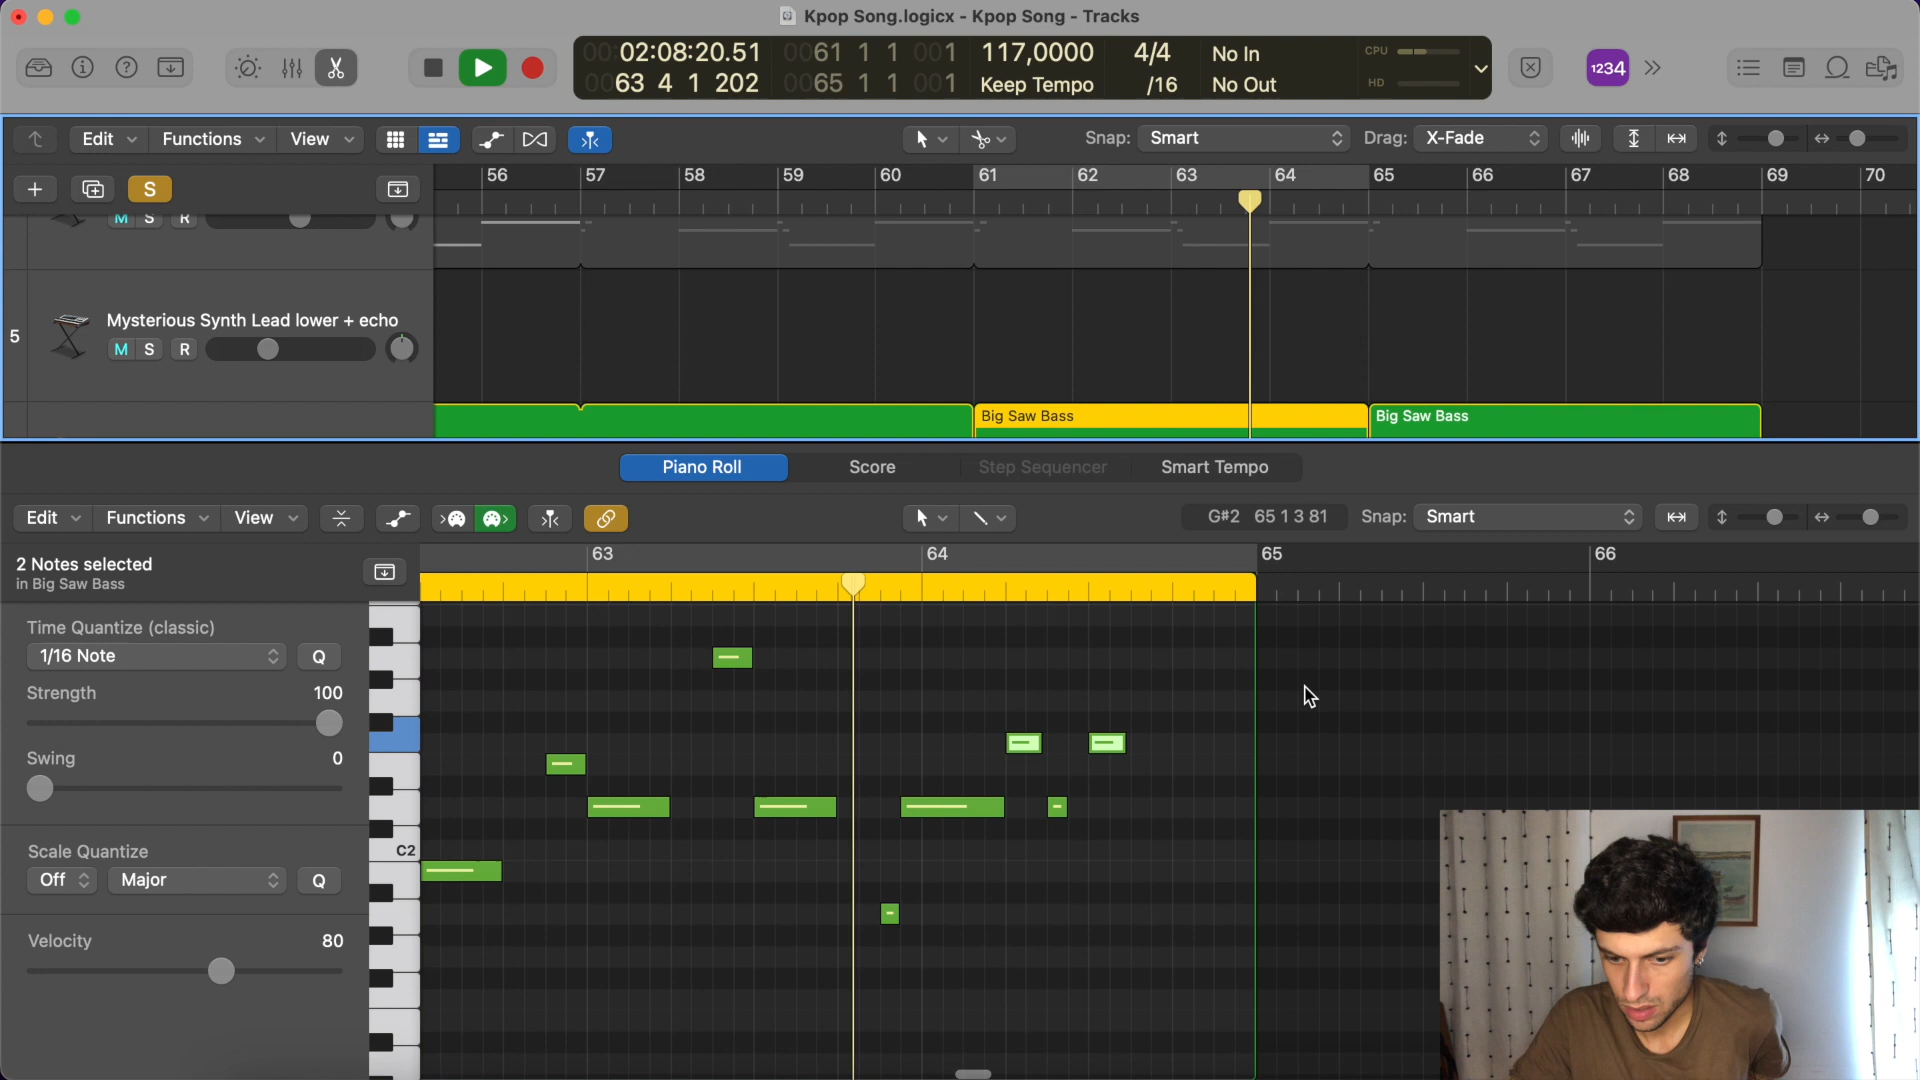 Kpop Song.logicx - Kpop Song - Tracks
00:02:08:20.51 0061 1 1 001 117,0000 4/4 No In CPU
0063 4 1 202 0065 1 1 001 Keep Tempo /16 No Out HD
1234
Edit Functions View Snap: Smart Drag: X-Fade
S 56 57 58 59 60 61 62 63 64 65 66 67 68 69 70
M S R
5 Mysterious Synth Lead lower + echo
M S R
Big Saw Bass Big Saw Bass
Piano Roll Score Step Sequencer Smart Tempo
Edit Functions View G#2 65 1 3 81 Snap: Smart
2 Notes selected 63 64 65 66
in Big Saw Bass
Time Quantize (classic)
1/16 Note Q
Strength 100
Swing 0
Scale Quantize C2
Off Major Q
Velocity 80